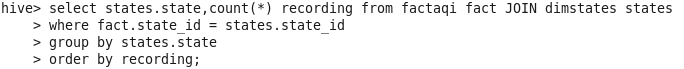 hive> select states.state,count(*) recording from factaqi fact JOIN dimstates states
    > where fact.state_id = states.state_id
    > group by states.state
    > order by recording;